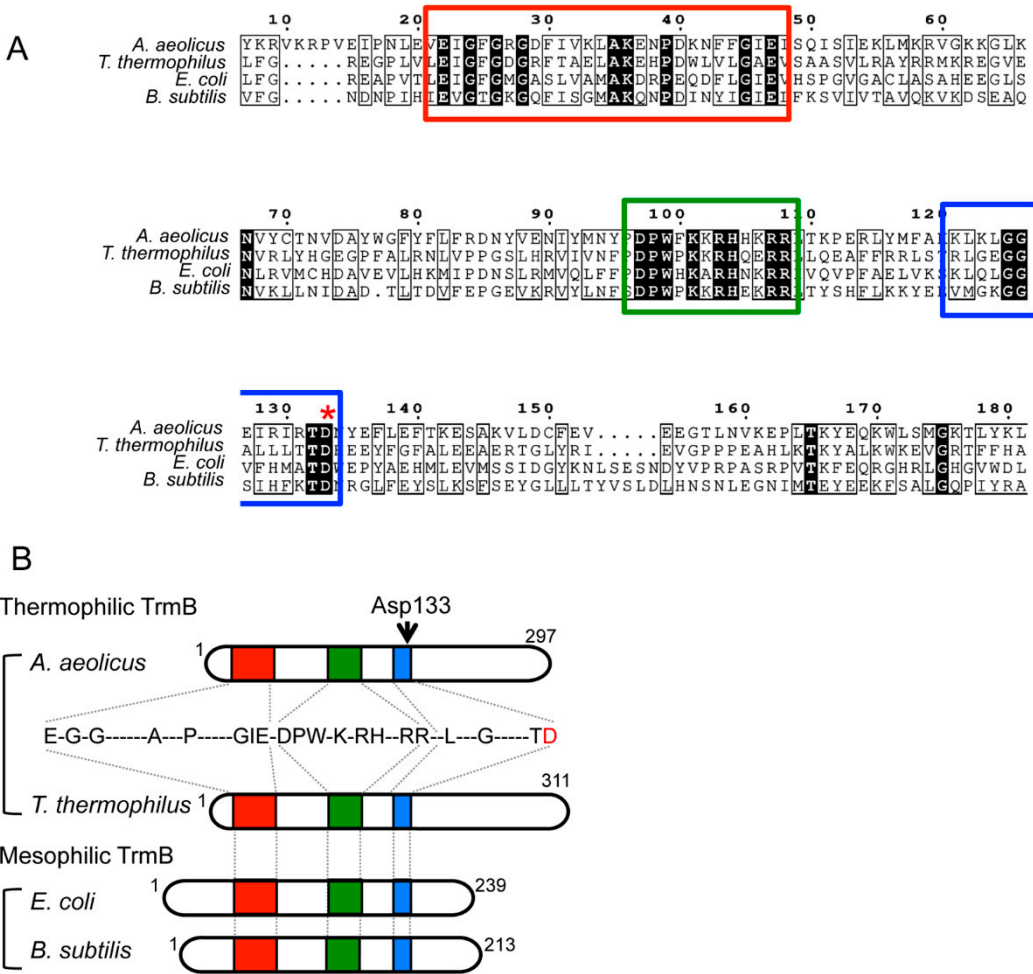 A
10 20 30 40 50 60
A. aeolicus YKRVKRPVEIPNLEVEIGFGRGDFIVKLAKENPDKNFFGIEISQISIEKLMKRVGKKGLK
T. thermophilus LFG.....REGPLVLEIGFGDGRFTAELAKEHPDWLVLGAEVSAASVLRAYRRMKREGVE
E. coli LFG.....REAPVTLEIGFGMGASLVAMAKDRPEQDFLGIEVHSPGVGACLASAHEEGLS
B. subtilis VFG.....NDNPIHIEVGTGKGQFISGMAKQNPDINYIGIEIFKSVIVTAVQKVKDSEAQ
70 80 90 100 110 120
A. aeolicus NVYCTNVDAYWGFYFLFRDNYVENIYMNYPDPWFKKRHHKRRLTKPERLYMFAKKLKLGG
T. thermophilus NVRLYHGEGPFALRNLVPPGSLHRVIVNFPDPWPKKRHQERRLLQEAFFRRLSTRLGEGG
E. coli NVRVMCHDAVEVLHKMIPDNSLRMVQLFFPDPWHKARHNKRRLVQVPFAELVKSKLQLGG
B. subtilis NVKLLNIDAD.TLTDVFEPGEVKRVYLNFSDPWPKKRHEKRRLTYSHFLKKYEEVMGKGG
130 * 140 150 160 170 180
A. aeolicus EIRIRTDNYEFLEFTKESAKVLDCFEV.....EEGTLNVKEPLTKYEQKWLSMGKTLYKL
T. thermophilus ALLLTTDHEEYFGFALEEAERTGLYRI.....EVGPPPEAHLKTKYALKWKEVGRTFFHA
E. coli VFHMATDWEPYAEHMLEVMSSIDGYKNLSESNDYVPRPASRPVTKFEQRGHRLGHGVWDL
B. subtilis SIHFKTDNRGLFEYSLKSFSEYGLLLTYVSLDLHNSNLEGNIMTEYEEKFSALGQPIYRA
B
Thermophilic TrmB Asp133
A. aeolicus 1 297
E-G-G------A---P-----GIE-DPW-K-RH--RR--L---G-----TD
T. thermophilus 1 311
Mesophilic TrmB
E. coli 1 239
B. subtilis 1 213